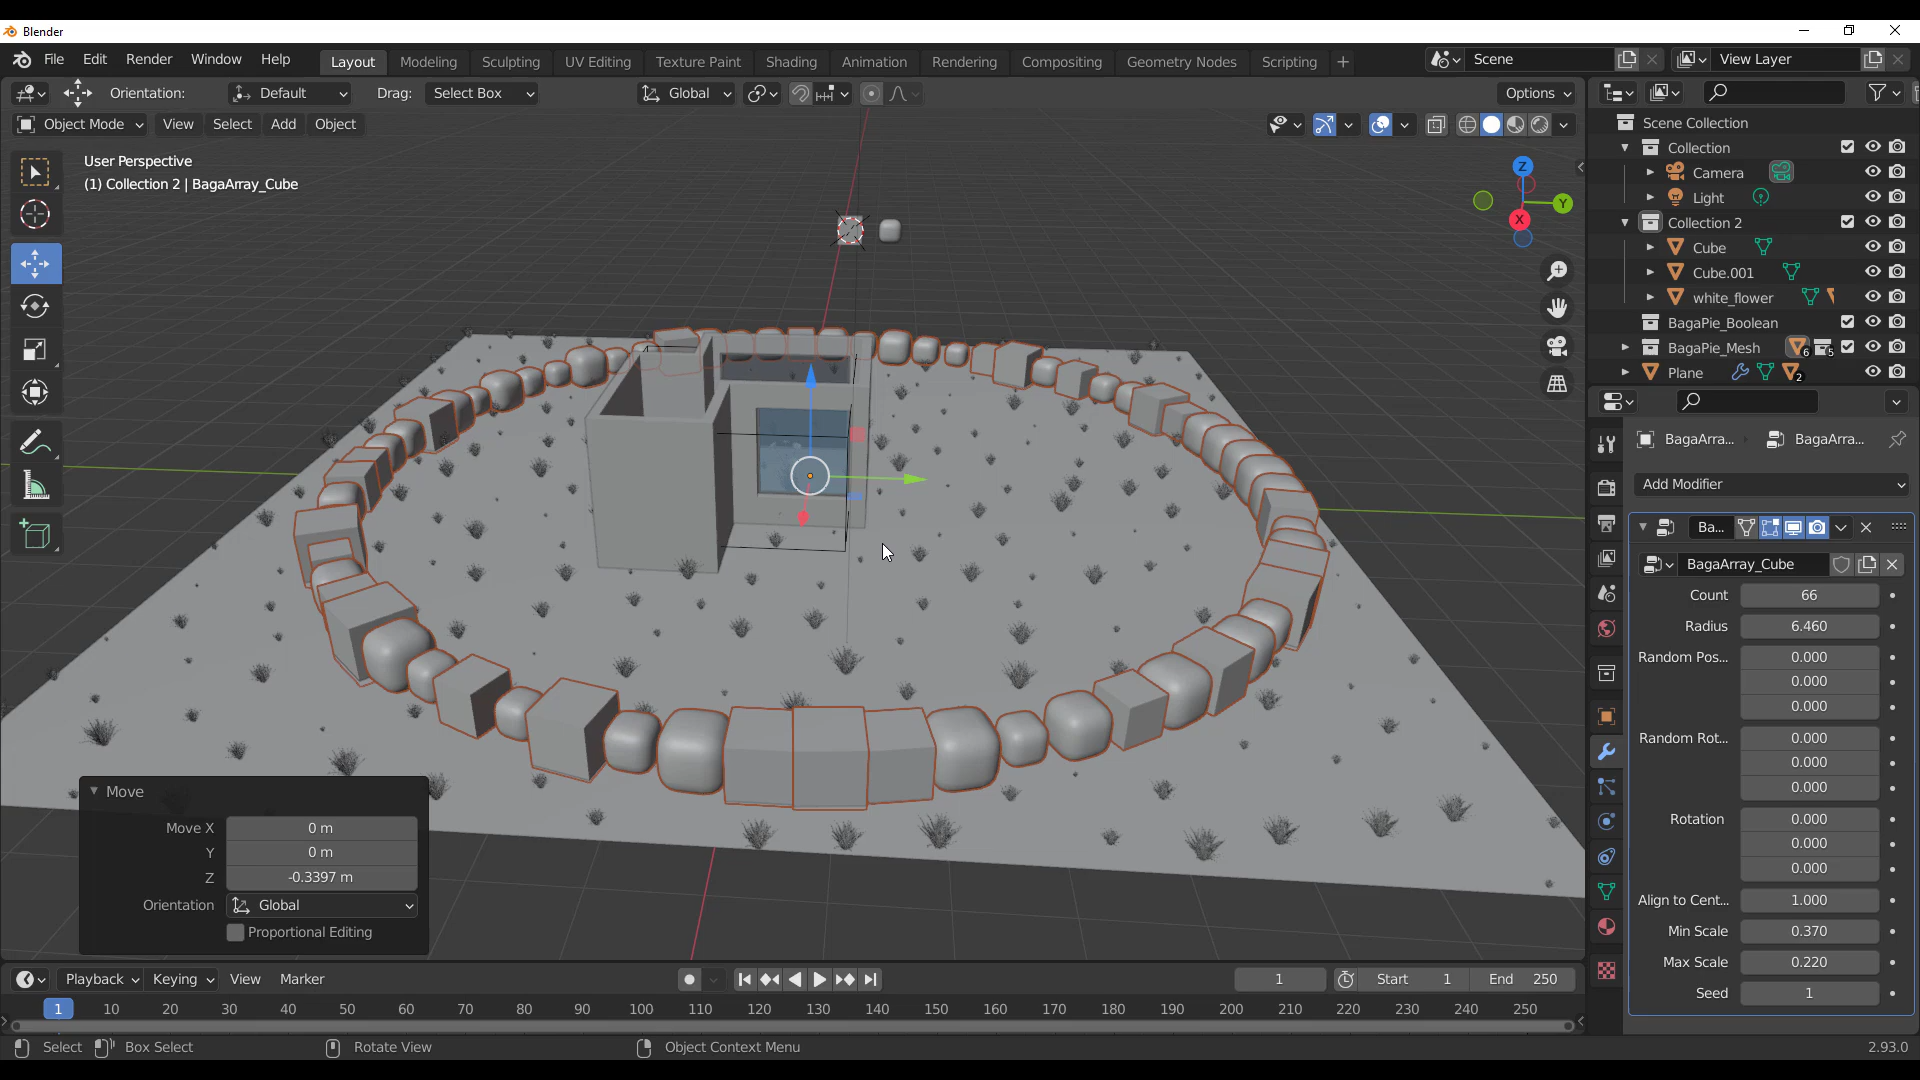 Blender
File Edit Render Window Help Layout Modeling Sculpting UV Editing Texture Paint Shading Animation Rendering Compositing Geometry Nodes Scripting + Scene View Layer
Orientation: Default Drag: Select Box Global Options
Object Mode View Select Add Object
User Perspective
(1) Collection 2 | BagaArray_Cube
Z
Y
X
Scene Collection
Collection
Camera
Light
Collection 2
Cube
Cube.001
white_flower
BagaPie_Boolean
BagaPie_Mesh 6 5
Plane 2
BagaArra... BagaArra...
Add Modifier
Ba...
BagaArray_Cube
Count 66
Radius 6.460
Random Pos... 0.000
0.000
0.000
Random Rot... 0.000
0.000
0.000
Rotation 0.000
0.000
0.000
Align to Cent... 1.000
Min Scale 0.370
Max Scale 0.220
Seed 1
Move
Move X 0 m
Y 0 m
Z -0.3397 m
Orientation Global
Proportional Editing
Playback Keying View Marker 1 Start 1 End 250
1 10 20 30 40 50 60 70 80 90 100 110 120 130 140 150 160 170 180 190 200 210 220 230 240 250
Select Box Select Rotate View Object Context Menu 2.93.0